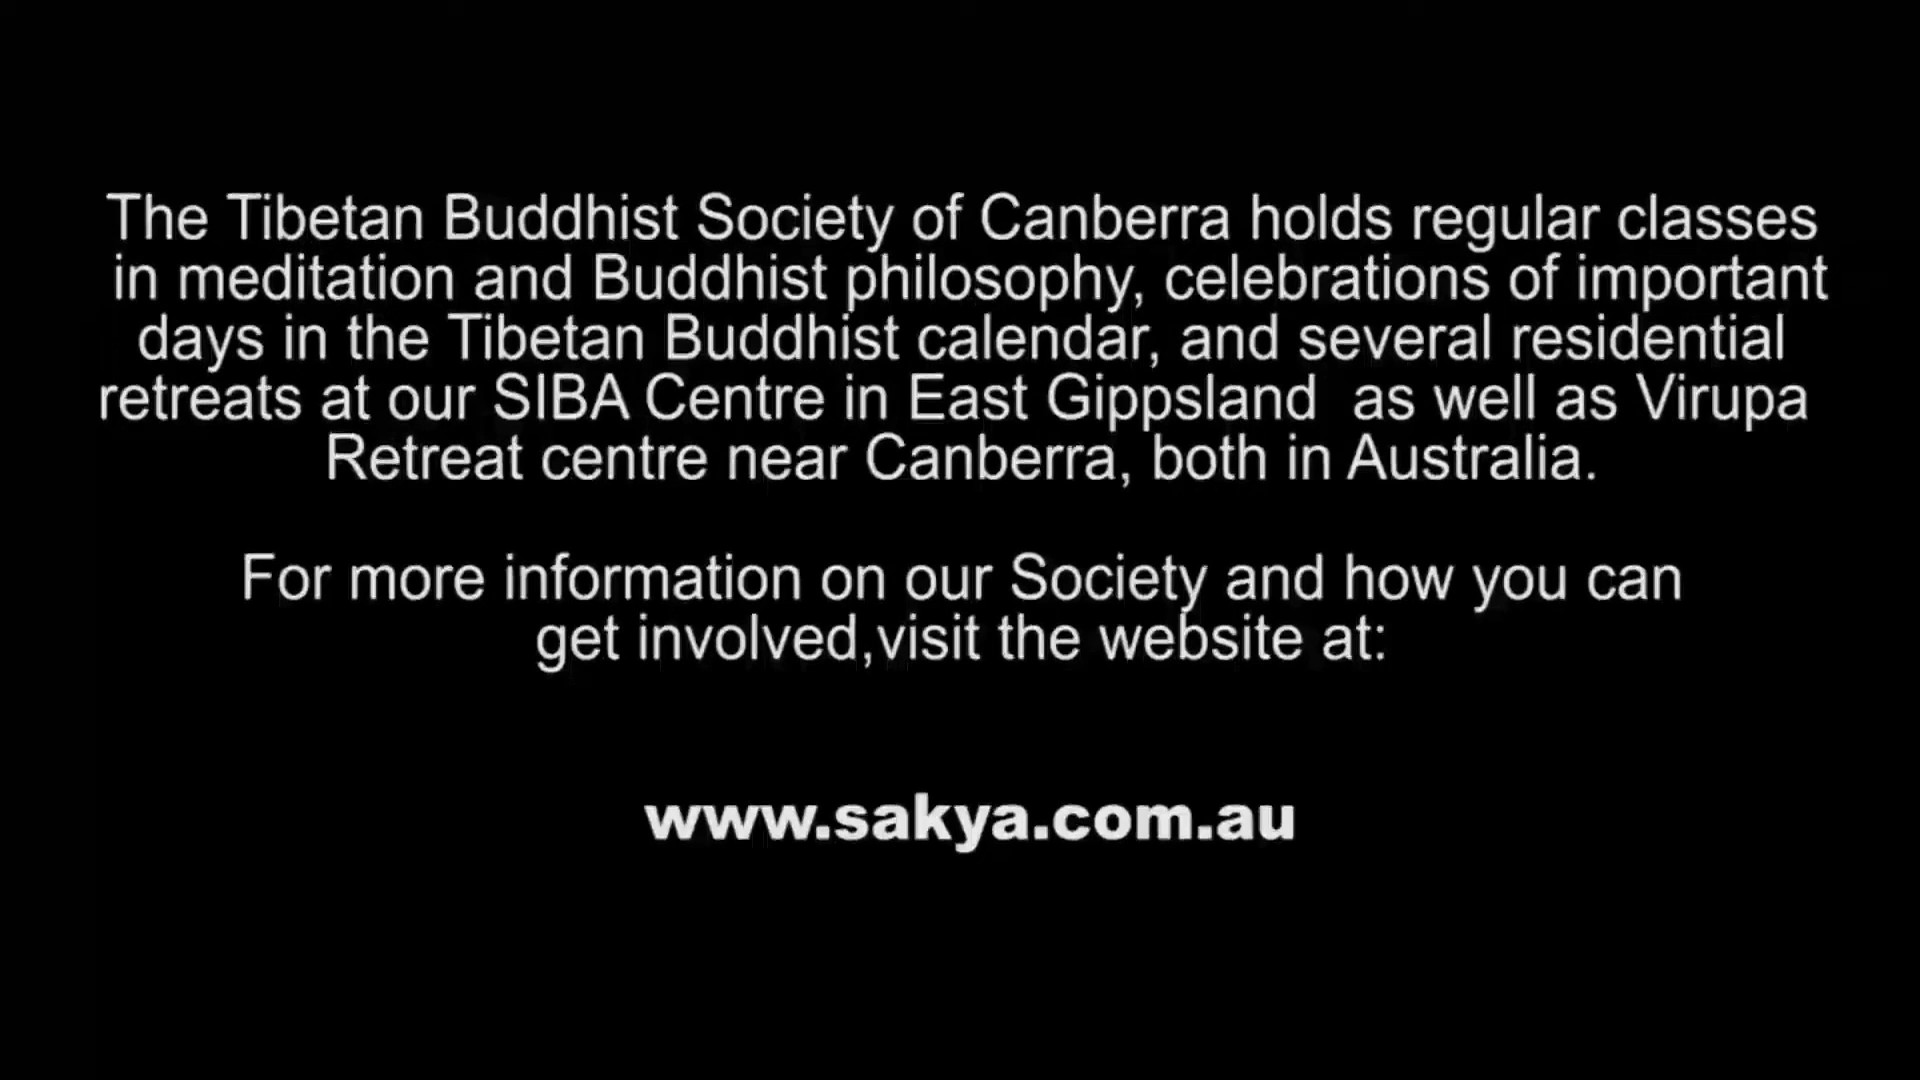 The Tibetan Buddhist Society of Canberra holds regular classes
in meditation and Buddhist philosophy, celebrations of important
days in the Tibetan Buddhist calendar, and several residential
retreats at our SIBA Centre in East Gippsland  as well as Virupa
Retreat centre near Canberra, both in Australia.
For more information on our Society and how you can
get involved,visit the website at:
www.sakya.com.au